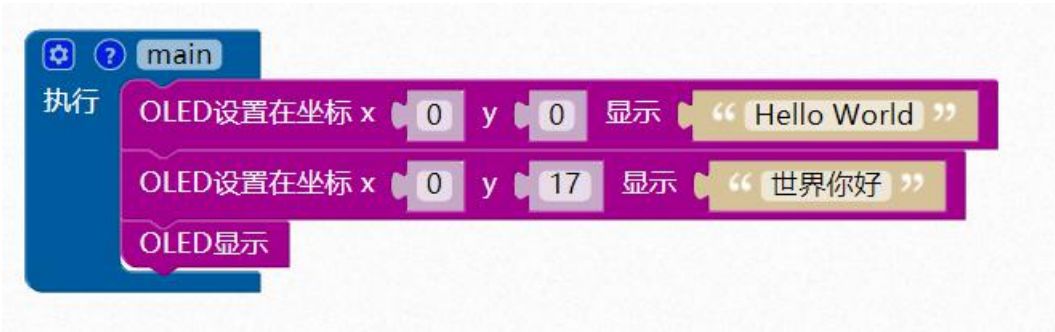 ? main
执行 OLED设置在坐标 x 0 y 0 显示 “ Hello World ”
OLED设置在坐标 x 0 y 17 显示 “ 世界你好 ”
OLED显示